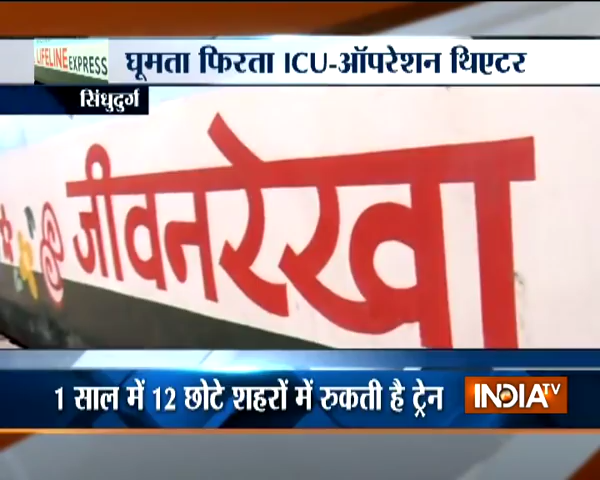 LIFELINE EXPRESS
घूमता फिरता ICU-ऑपरेशन थिएटर
सिंधुदुर्ग
जीवनरेखा
1 साल में 12 छोटे शहरों में रुकती है ट्रेन
INDIA TV